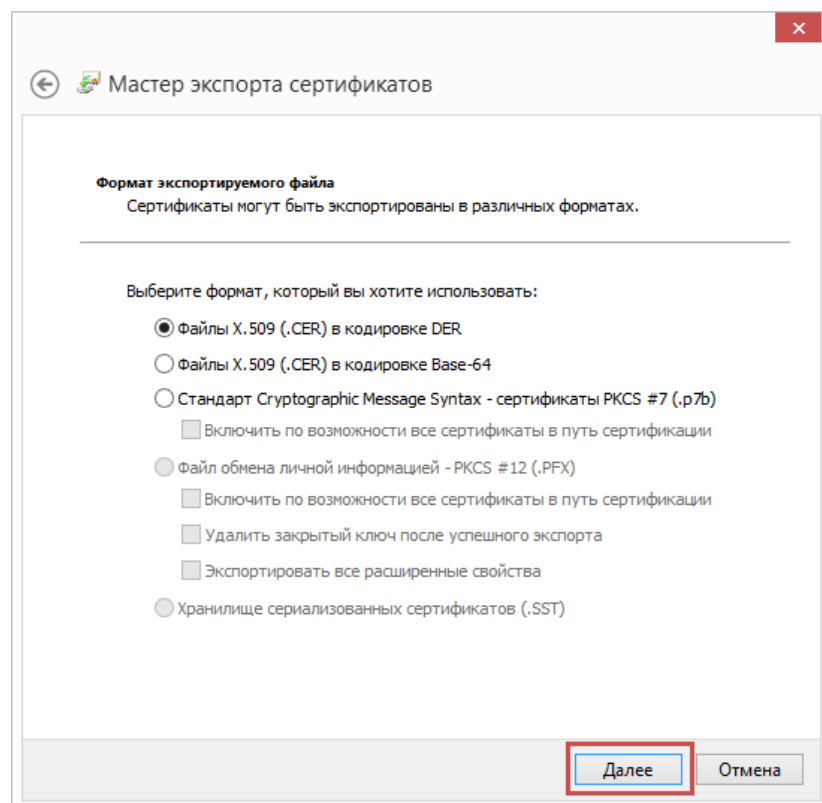 Мастер экспорта сертификатов
Формат экспортируемого файла
Сертификаты могут быть экспортированы в различных форматах.
Выберите формат, который вы хотите использовать:
Файлы X.509 (.CER) в кодировке DER
Файлы X.509 (.CER) в кодировке Base-64
Стандарт Cryptographic Message Syntax - сертификаты PKCS #7 (.p7b)
Включить по возможности все сертификаты в путь сертификации
Файл обмена личной информацией - PKCS #12 (.PFX)
Включить по возможности все сертификаты в путь сертификации
Удалить закрытый ключ после успешного экспорта
Экспортировать все расширенные свойства
Хранилище сериализованных сертификатов (.SST)
Далее Отмена